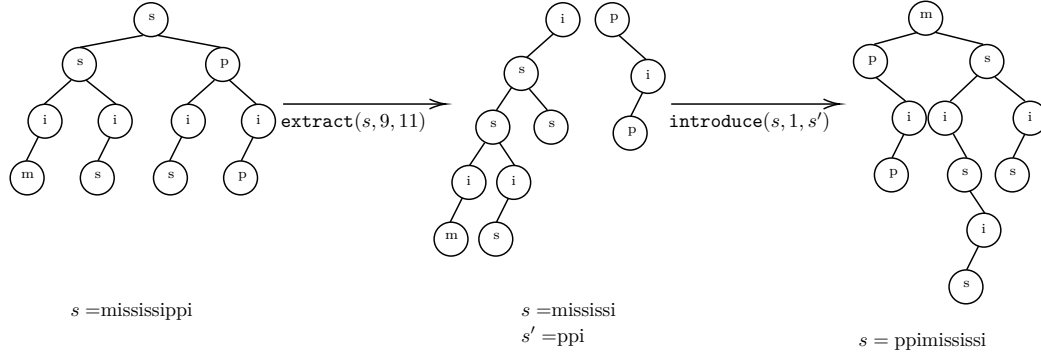 s
s
p
i
i
i
i
m
s
s
p
extract(s, 9, 11)
i
p
s
i
s
s
p
i
i
m
s
introduce(s, 1, s′)
m
p
s
i
i
i
p
s
s
i
s
s =mississippi
s =mississi
s′ =ppi
s = ppimississi